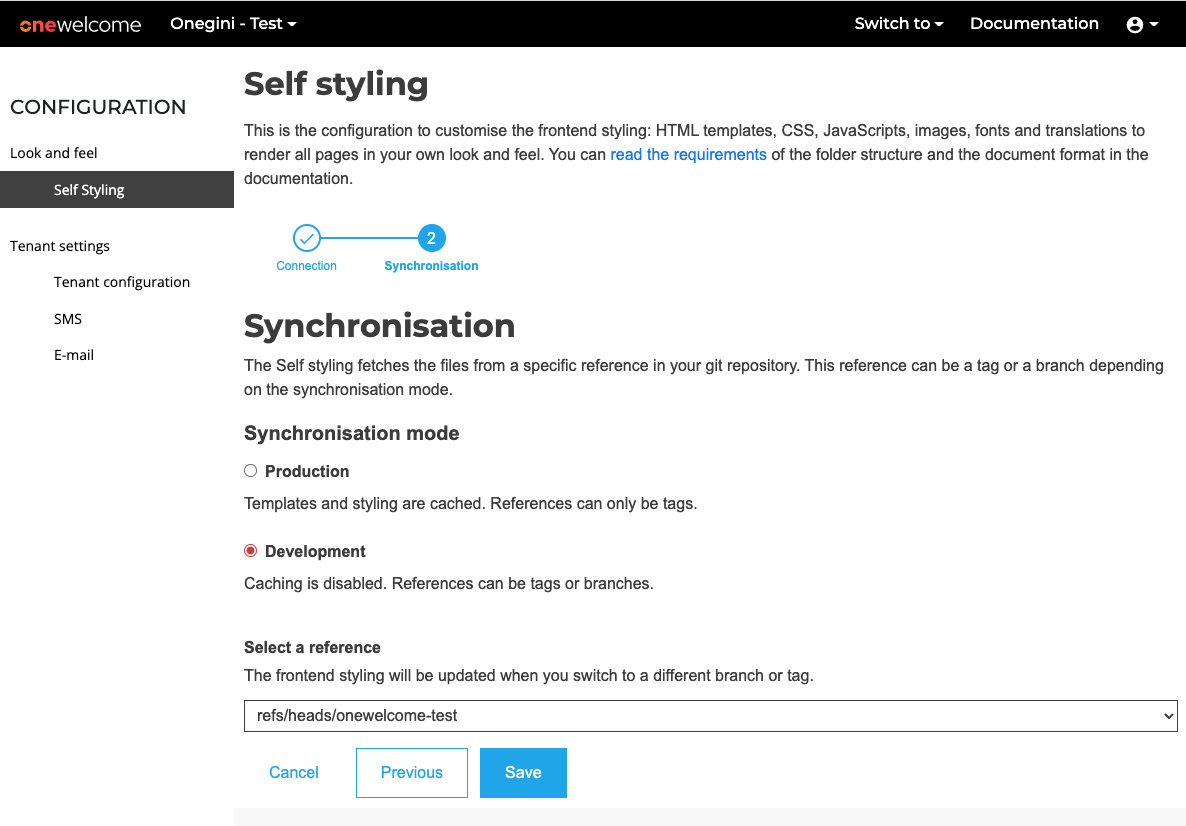 onewelcome Onegini - Test Switch to Documentation
CONFIGURATION
Look and feel
Self Styling
Tenant settings
Tenant configuration
SMS
E-mail
Self styling
This is the configuration to customise the frontend styling: HTML templates, CSS, JavaScripts, images, fonts and translations to
render all pages in your own look and feel. You can read the requirements of the folder structure and the document format in the
documentation.
2
Connection Synchronisation
Synchronisation
The Self styling fetches the files from a specific reference in your git repository. This reference can be a tag or a branch depending
on the synchronisation mode.
Synchronisation mode
Production
Templates and styling are cached. References can only be tags.
Development
Caching is disabled. References can be tags or branches.
Select a reference
The frontend styling will be updated when you switch to a different branch or tag.
refs/heads/onewelcome-test
Cancel Previous Save